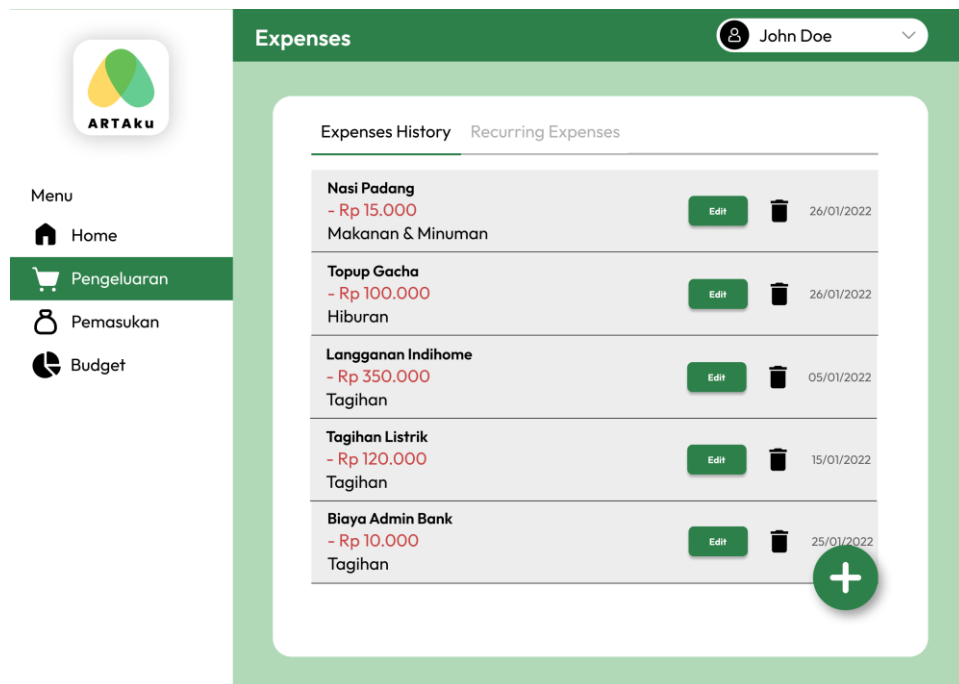 ARTAku
Menu
Home
Pengeluaran
Pemasukan
Budget
Expenses
John Doe
Expenses History Recurring Expenses
Nasi Padang
- Rp 15.000
Makanan & Minuman
Edit
26/01/2022
Topup Gacha
- Rp 100.000
Hiburan
Edit
26/01/2022
Langganan Indihome
- Rp 350.000
Tagihan
Edit
05/01/2022
Tagihan Listrik
- Rp 120.000
Tagihan
Edit
15/01/2022
Biaya Admin Bank
- Rp 10.000
Tagihan
Edit
25/01/2022